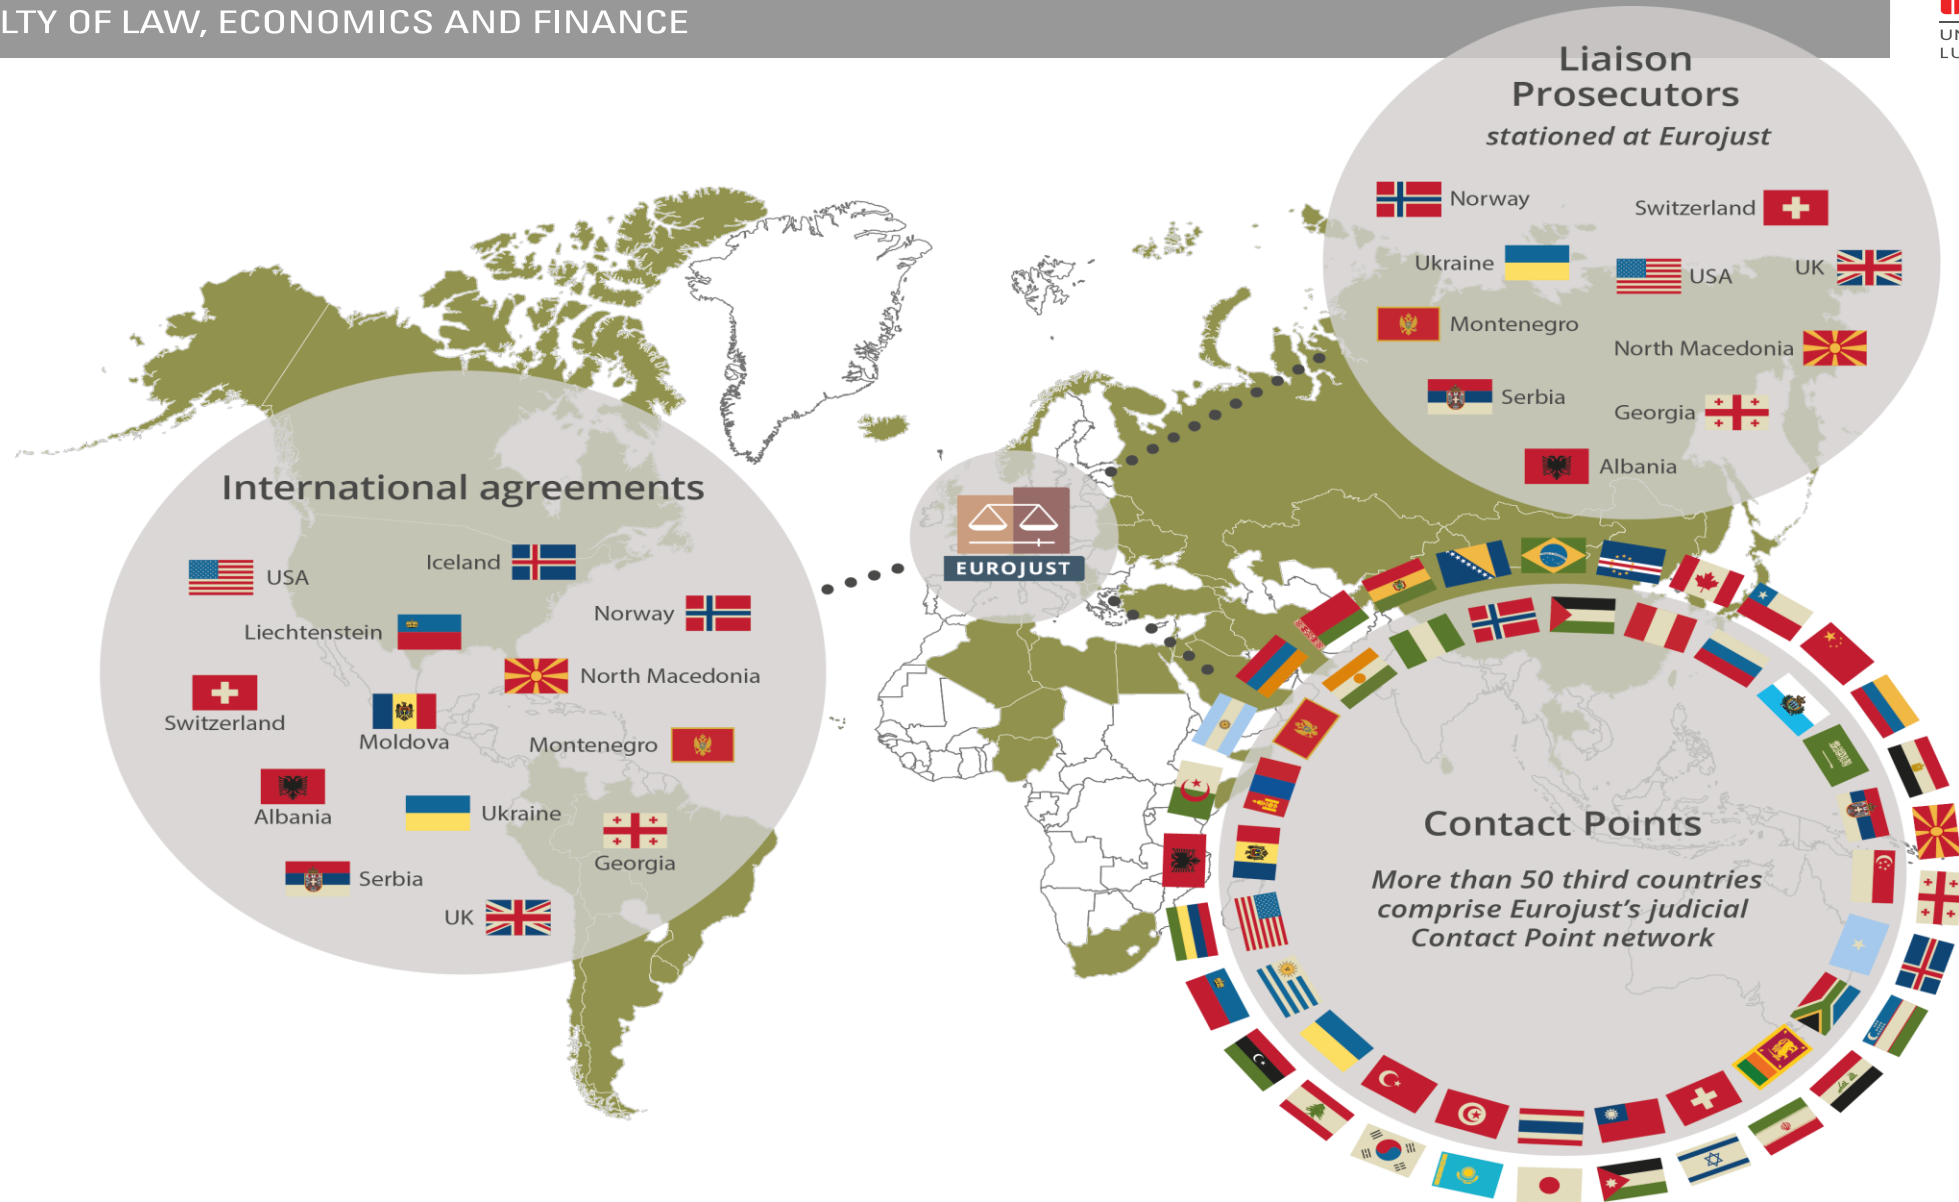 LTY OF LAW, ECONOMICS AND FINANCE
UN
LU
Liaison
Prosecutors
stationed at Eurojust
Norway
Switzerland
Ukraine
USA
UK
Montenegro
North Macedonia
Serbia
Georgia
Albania
International agreements
USA
Iceland
Liechtenstein
Norway
North Macedonia
Switzerland
Moldova
Montenegro
Albania
Ukraine
Georgia
Serbia
UK
EUROJUST
Contact Points
More than 50 third countries
comprise Eurojust's judicial
Contact Point network